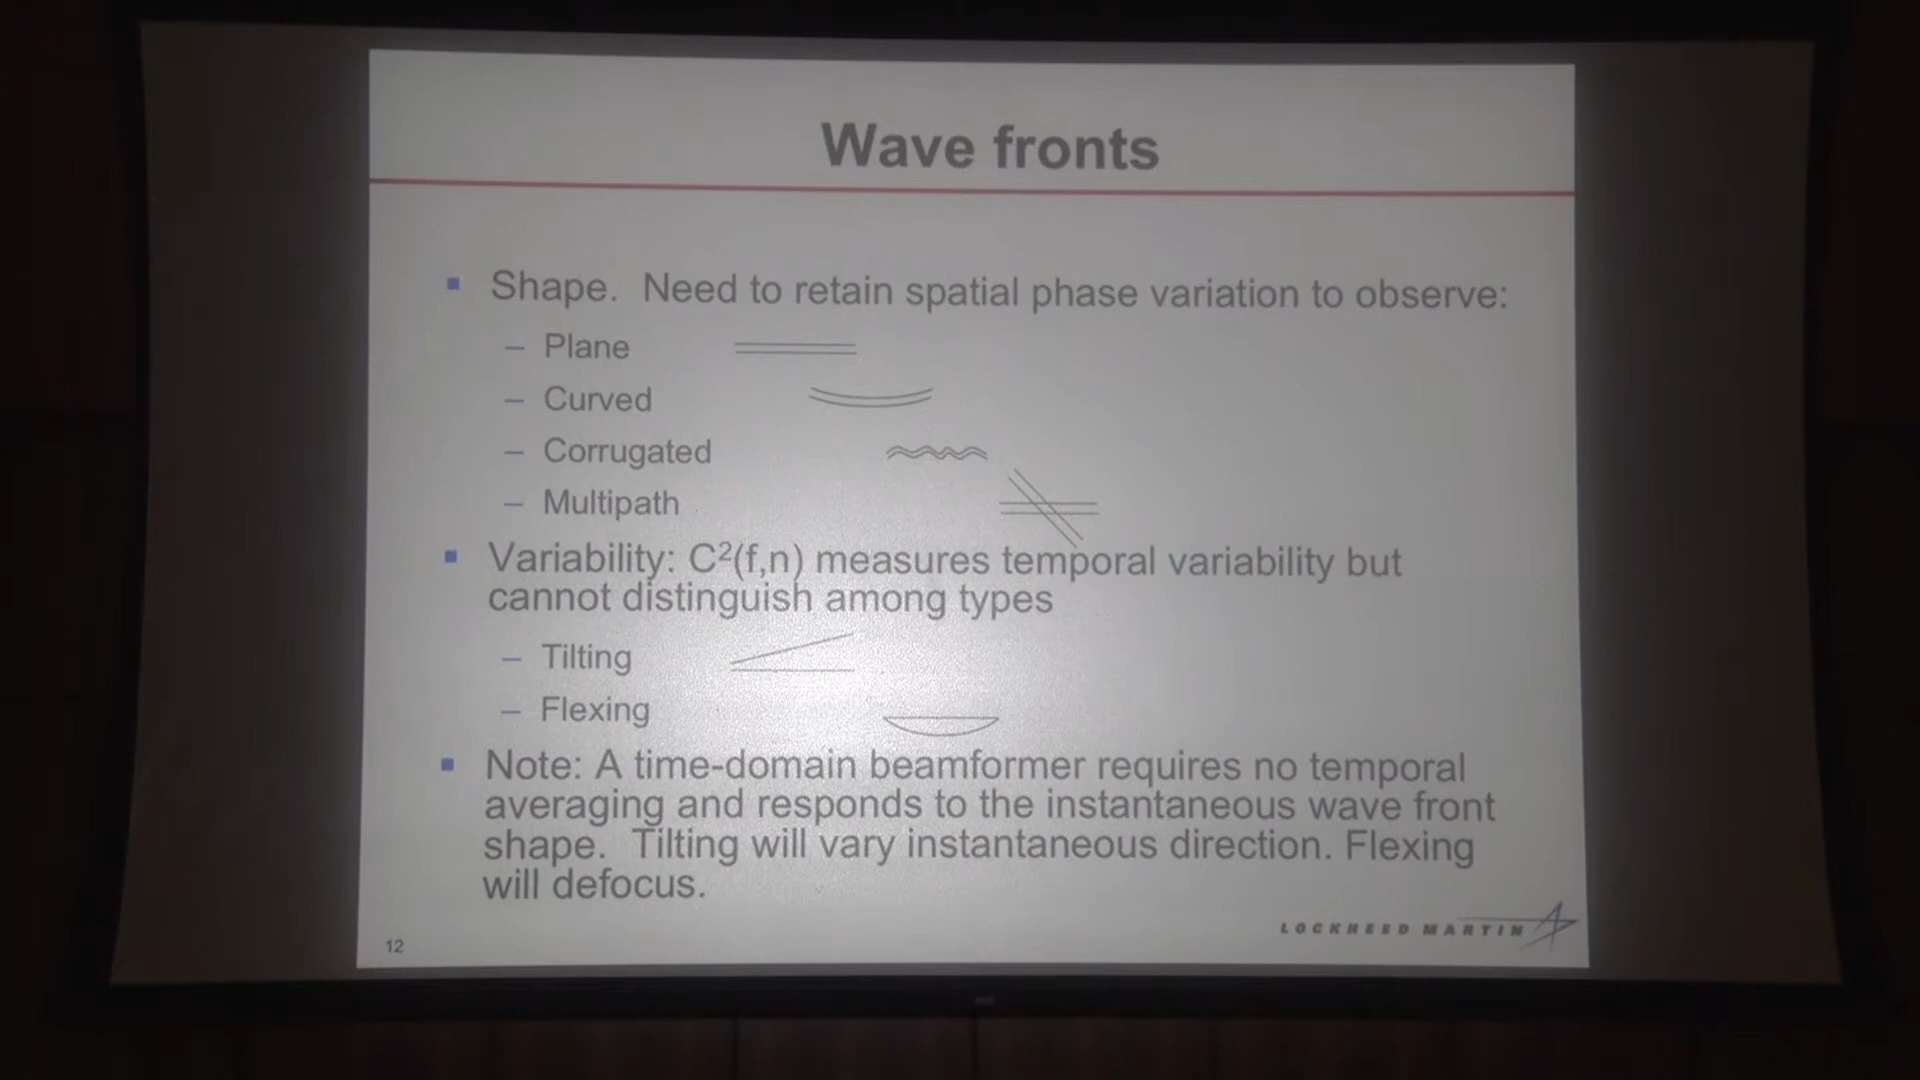 Wave fronts
▪ Shape. Need to retain spatial phase variation to observe:
– Plane
– Curved
– Corrugated
– Multipath
▪ Variability: C²(f,n) measures temporal variability but
cannot distinguish among types
– Tilting
– Flexing
▪ Note: A time-domain beamformer requires no temporal
averaging and responds to the instantaneous wave front
shape. Tilting will vary instantaneous direction. Flexing
will defocus.
LOCKHEED MARTIN
12